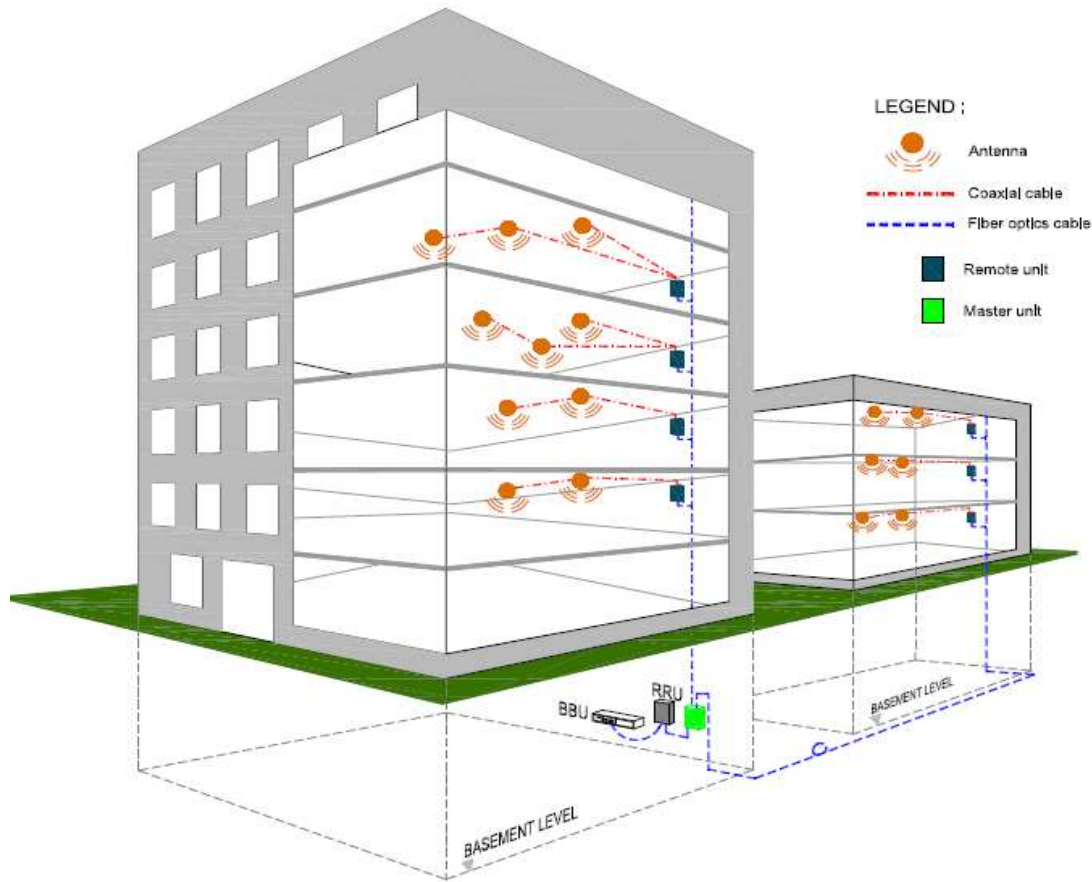 LEGEND ;
Antenna
Coaxial cable
Fiber optics cable
Remote unit
Master unit
RRU
BBU
BASEMENT LEVEL
BASEMENT LEVEL